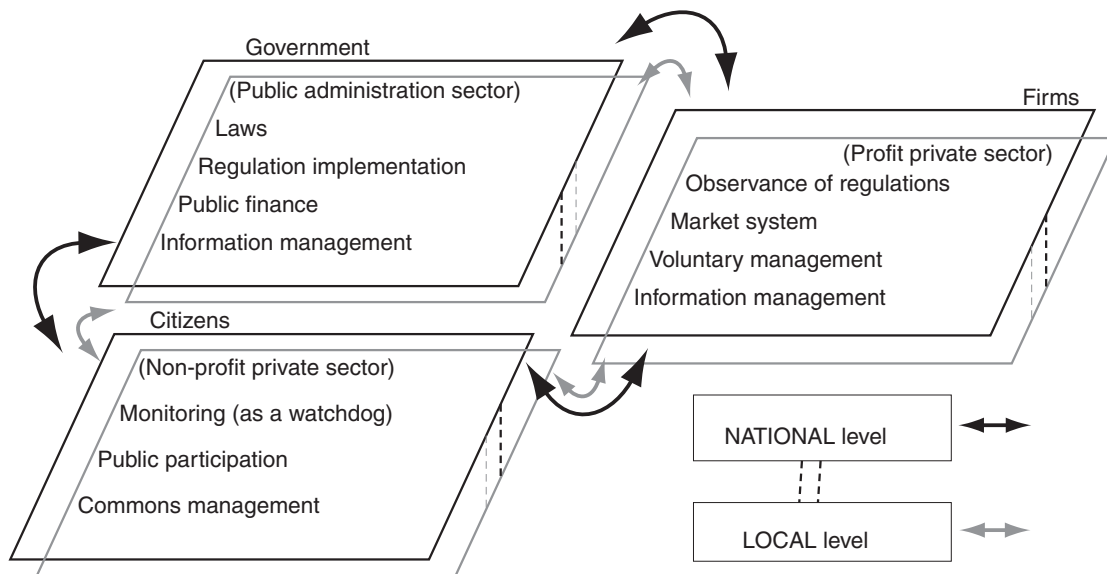 Government
(Public administration sector)
Laws
Regulation implementation
Public finance
Information management
Firms
(Profit private sector)
Observance of regulations
Market system
Voluntary management
Information management
Citizens
(Non-profit private sector)
Monitoring (as a watchdog)
Public participation
Commons management
NATIONAL level
LOCAL level